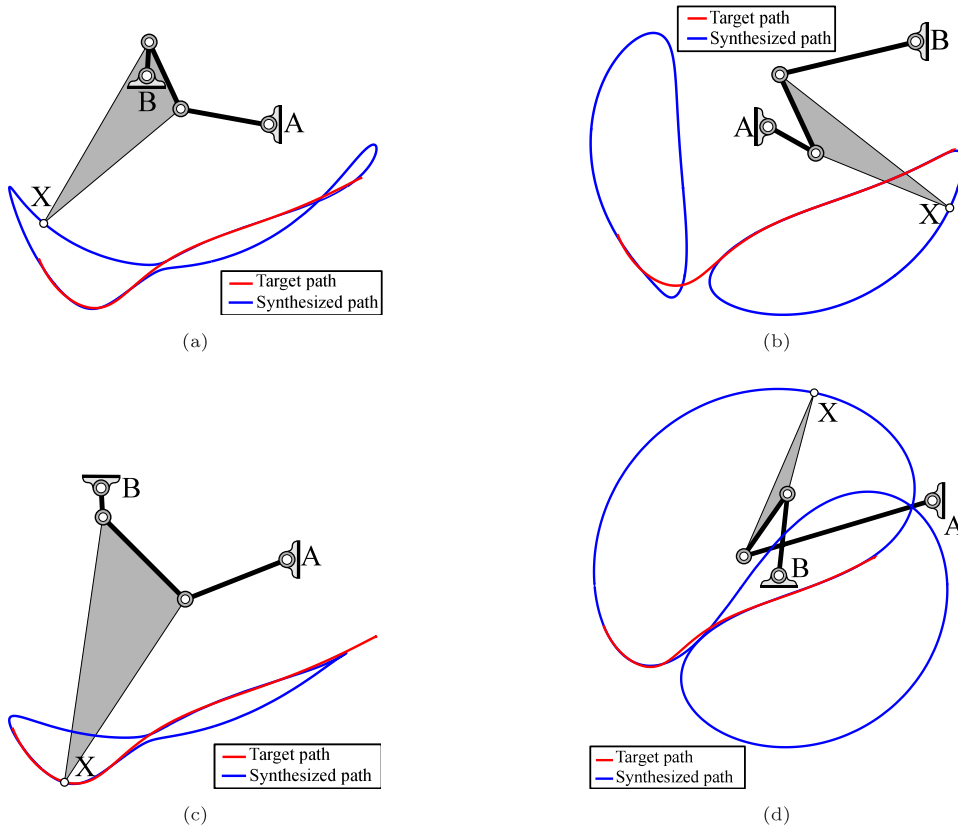 B
A
X
Target path
Synthesized path
(a)
Target path
Synthesized path
B
A
X
(b)
B
A
X
Target path
Synthesized path
(c)
X
A
B
Target path
Synthesized path
(d)